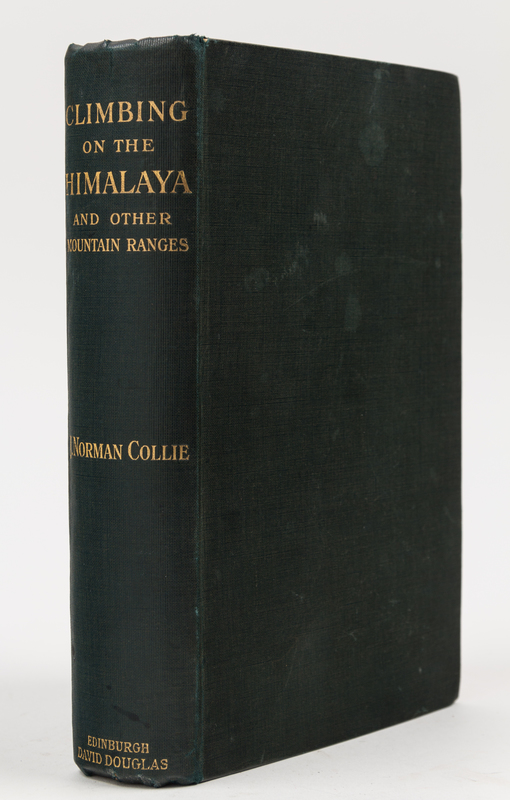 CLIMBING
ON THE
HIMALAYA
AND OTHER
MOUNTAIN RANGES
J. NORMAN COLLIE
EDINBURGH
DAVID DOUGLAS